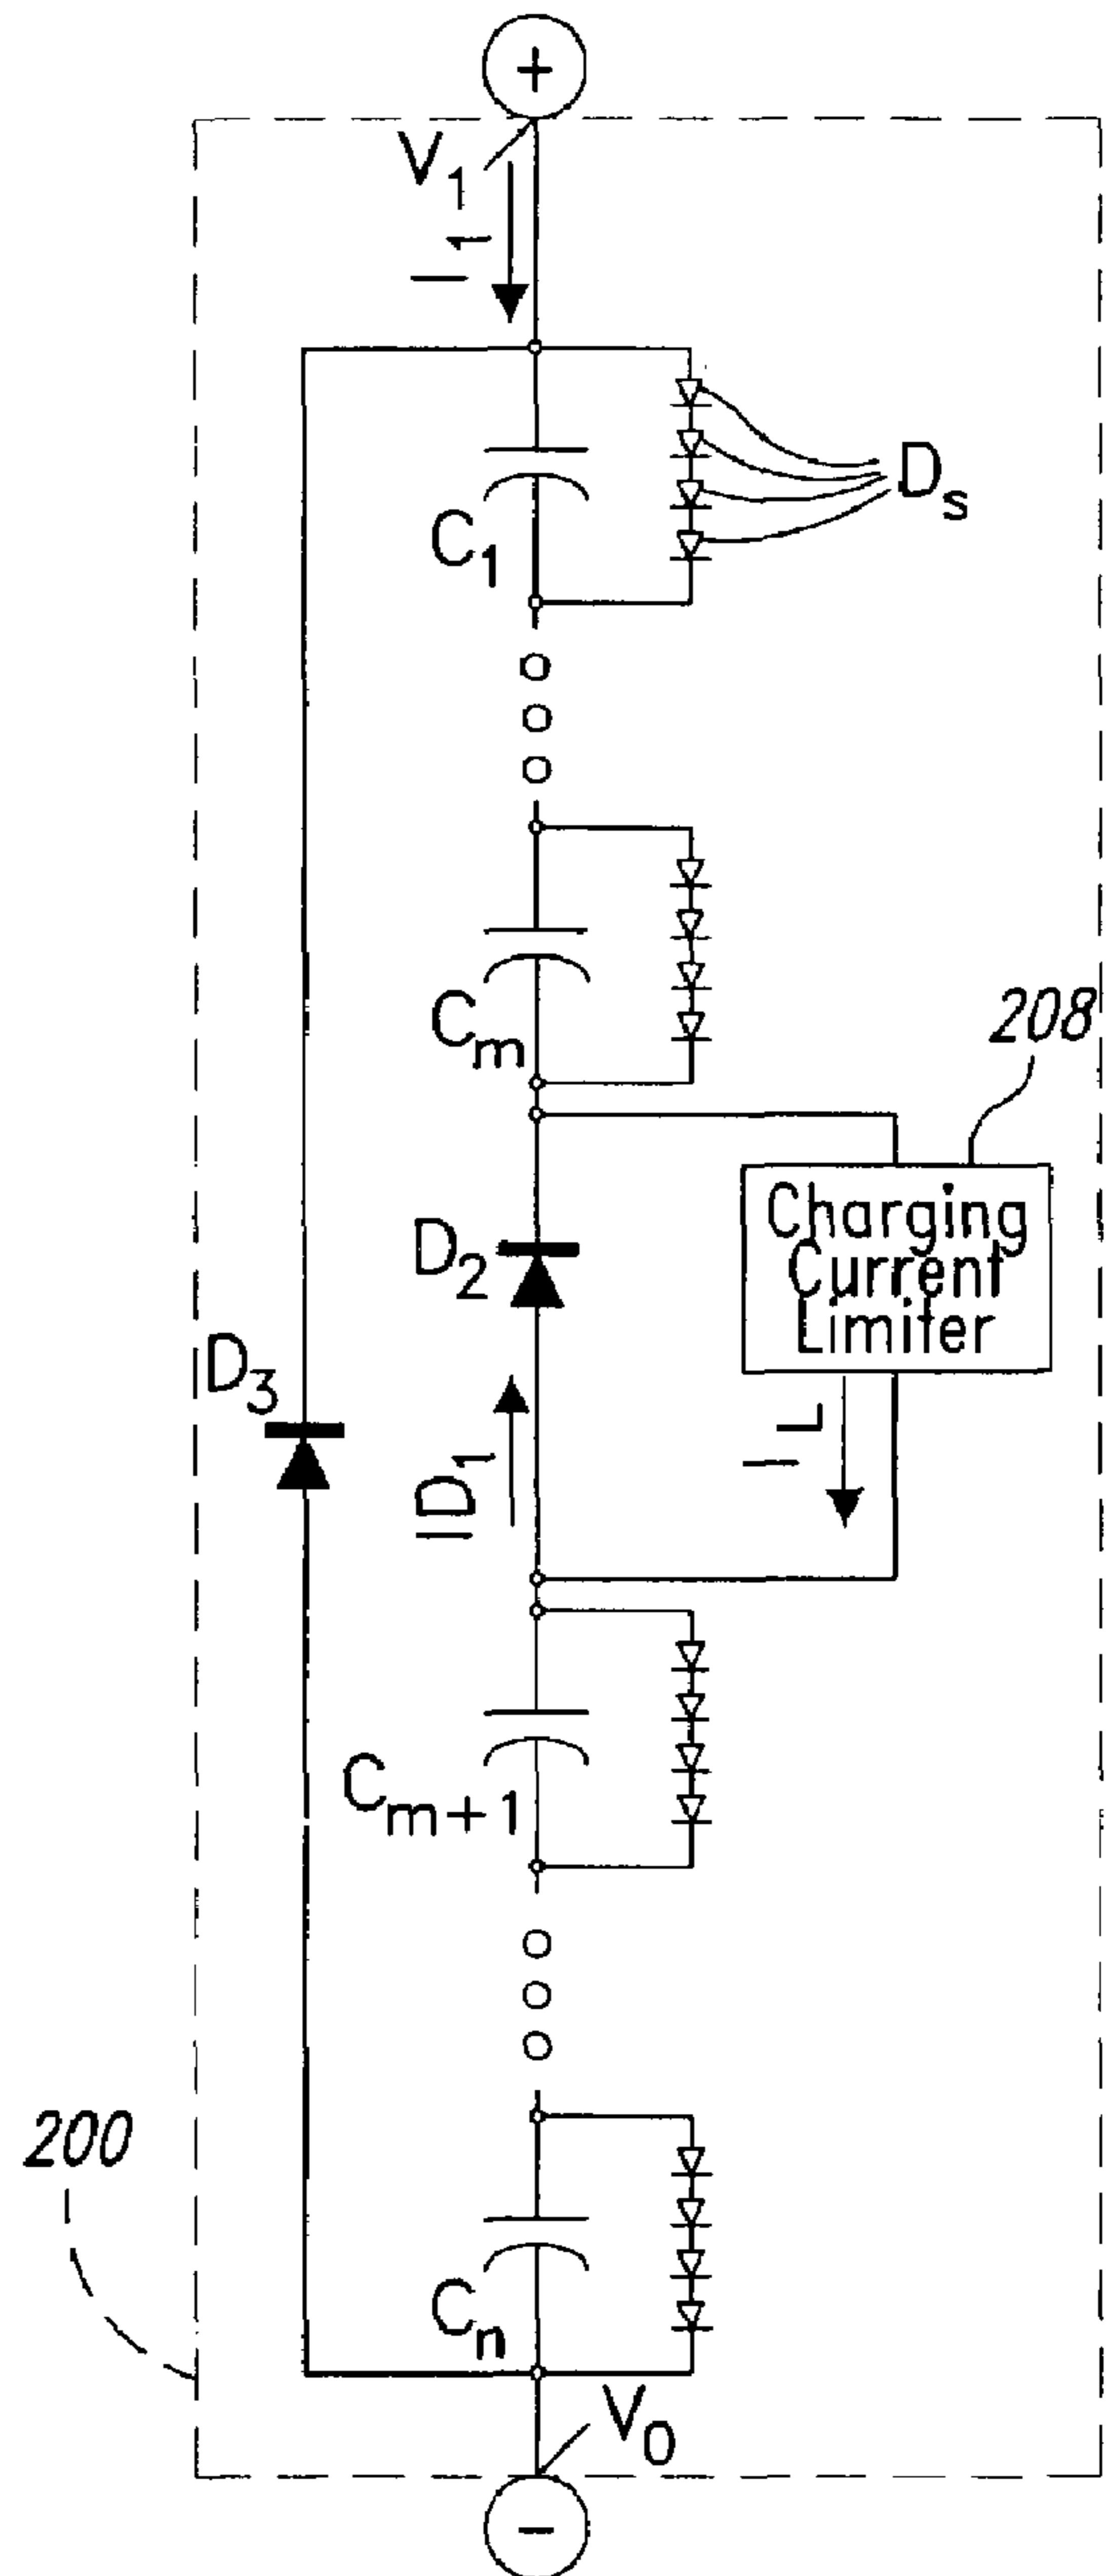 +
V1
I1
Ds
C1
Cm
208
Charging
Current
Limiter
D2
D3
ID1
IL
Cm+1
200
Cn
V0
-